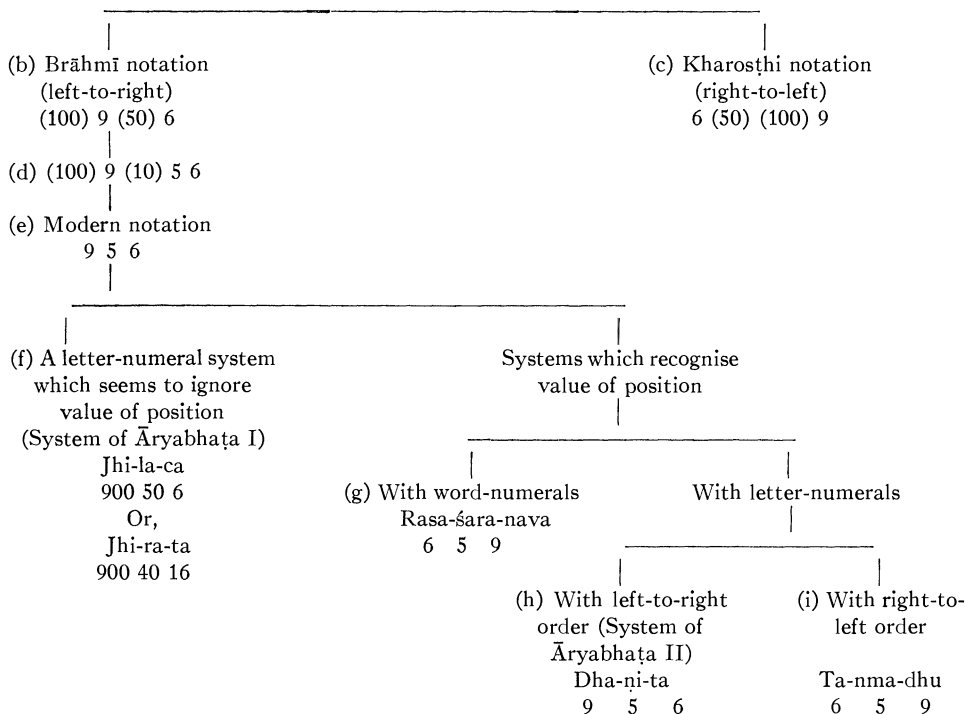 (b) Brāhmī notation
(left-to-right)
(100) 9 (50) 6
(c) Kharosṭhi notation
(right-to-left)
6 (50) (100) 9
(d) (100) 9 (10) 5 6
(e) Modern notation
9 5 6
(f) A letter-numeral system
which seems to ignore
value of position
(System of Āryabhaṭa I)
Jhi-la-ca
900 50 6
Or,
Jhi-ra-ta
900 40 16
Systems which recognise
value of position
(g) With word-numerals
Rasa-śara-nava
6 5 9
With letter-numerals
(h) With left-to-right
order (System of
Āryabhaṭa II)
Dha-ṇi-ta
9 5 6
(i) With right-to-
left order
Ta-nma-dhu
6 5 9